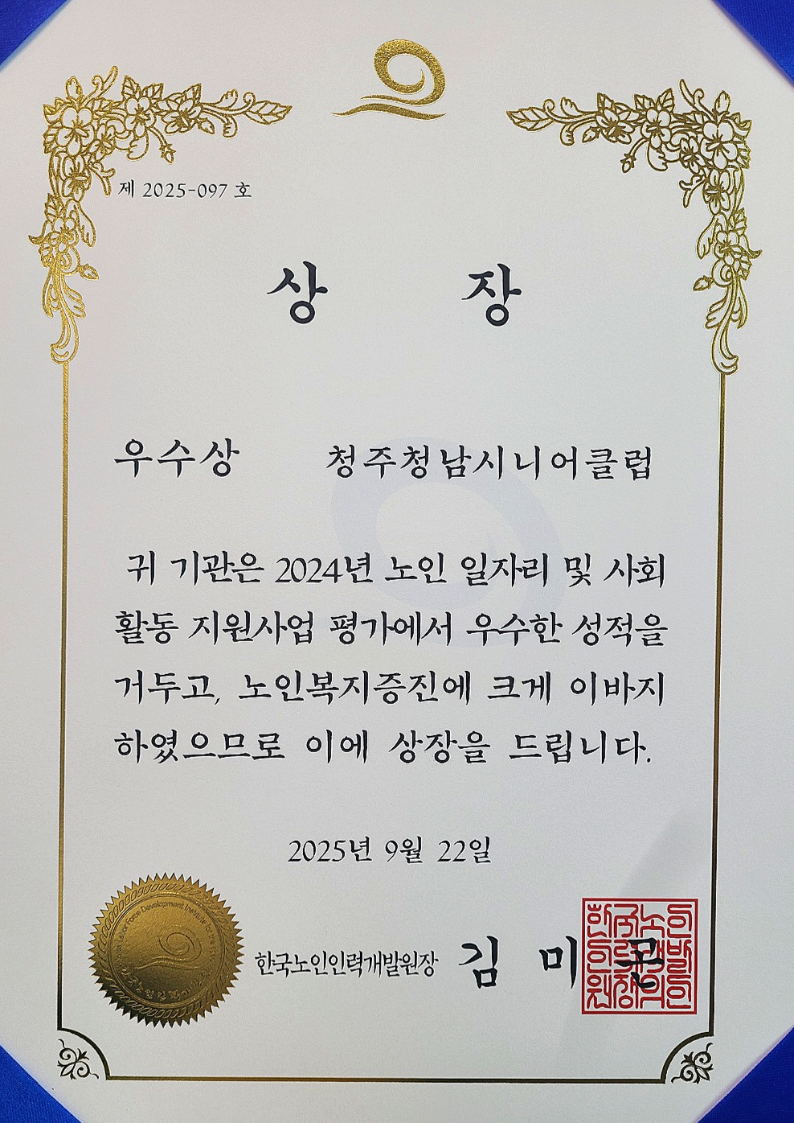 제 2025-097 호
상 장
우수상 청주청남시니어클럽
귀 기관은 2024년 노인 일자리 및 사회
활동 지원사업 평가에서 우수한 성적을
거두고, 노인복지증진에 크게 이바지
하였으므로 이에 상장을 드립니다.
2025년 9월 22일
한국노인인력개발원장 김 미 곤